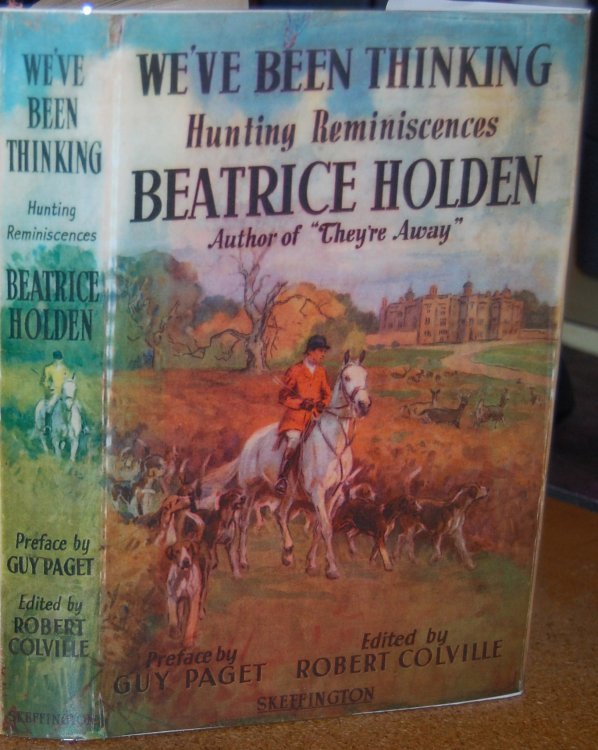 WE'VE
BEEN
THINKING
Hunting
Reminiscences
BEATRICE
HOLDEN
Preface by
GUY PAGET
Edited by
ROBERT
COLVILLE
SKEFFINGTON
WE'VE BEEN THINKING
Hunting Reminiscences
BEATRICE HOLDEN
Author of "They're Away"
Preface by
GUY PAGET
Edited by
ROBERT COLVILLE
SKEFFINGTON